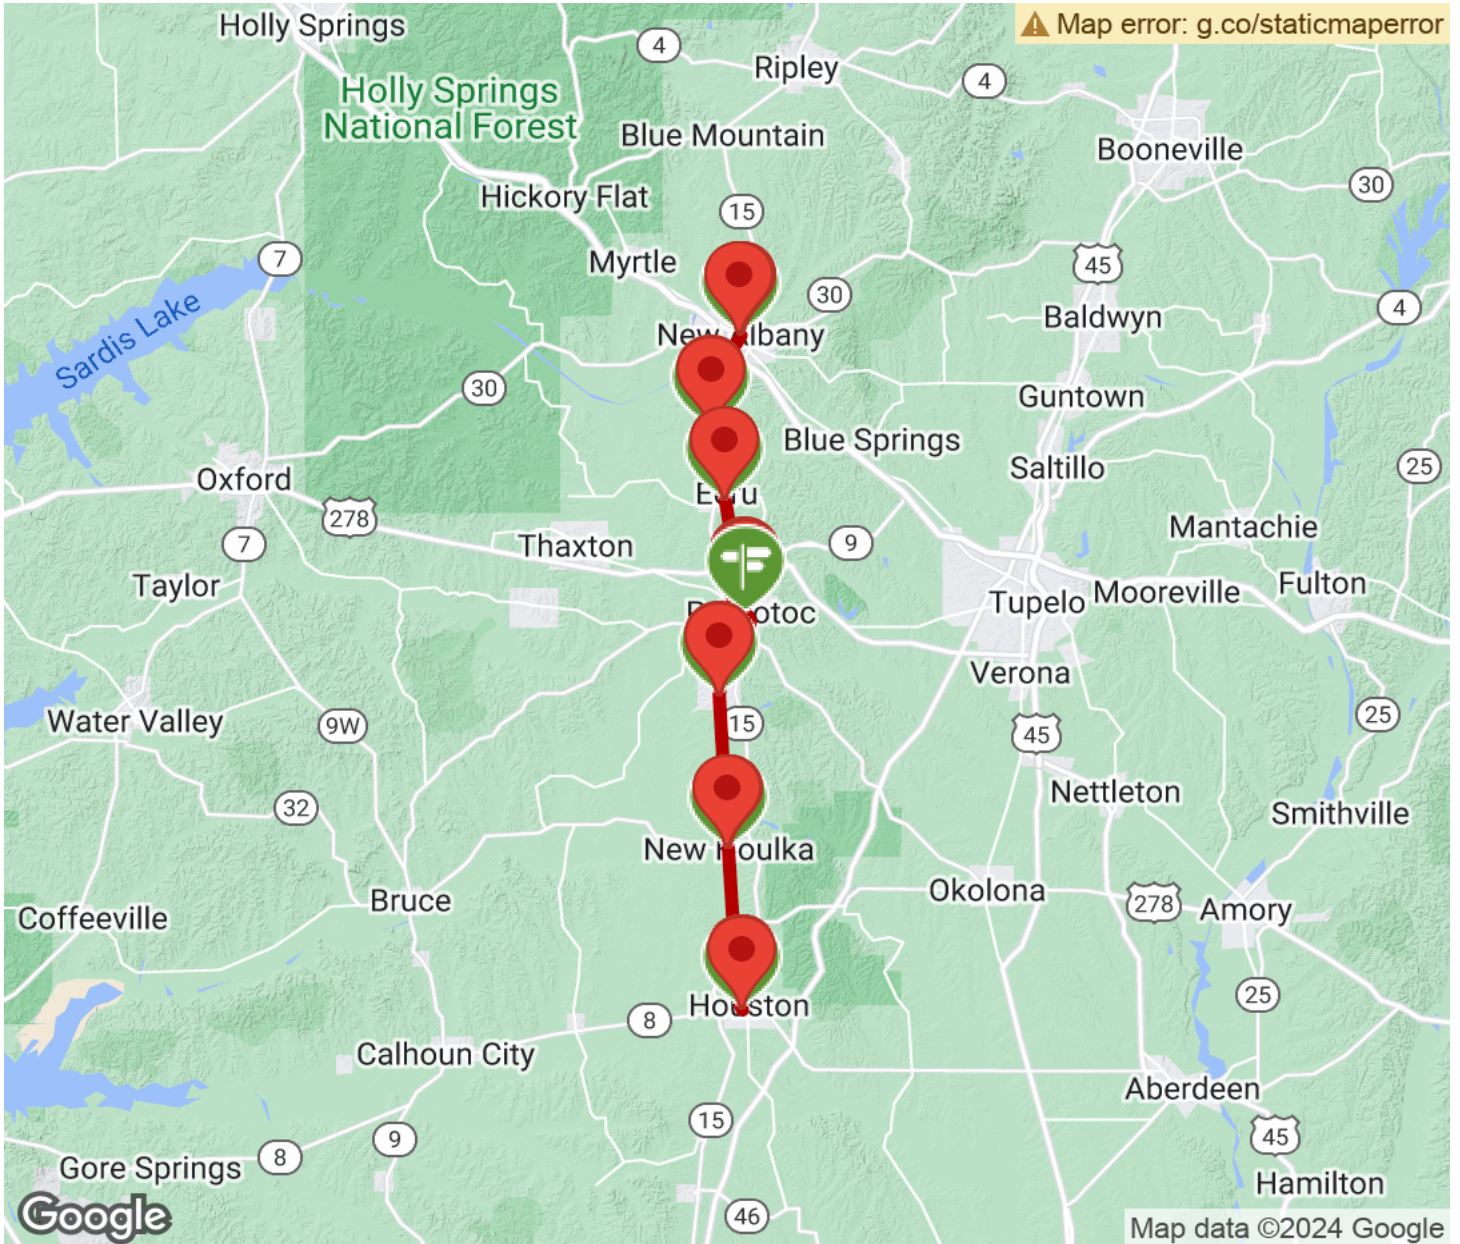 Holly Springs
Map error: g.co/staticmaperror
4
Ripley
4
Holly Springs
National Forest
Blue Mountain
Booneville
30
Hickory Flat
15
7
Myrtle
45
30
4
Sardis Lake
Baldwyn
New Albany
30
Guntown
Blue Springs
Saltillo
25
Oxford
278
Mantachie
7
Thaxton
9
Taylor
Tupelo
Mooreville
Fulton
Verona
Water Valley
9W
15
25
45
32
Nettleton
Smithville
New
Okolona
Bruce
278
Amory
Coffeeville
25
Houston
8
Calhoun City
Aberdeen
15
9
45
8
Gore Springs
Hamilton
46
Google
Map data ©2024 Google